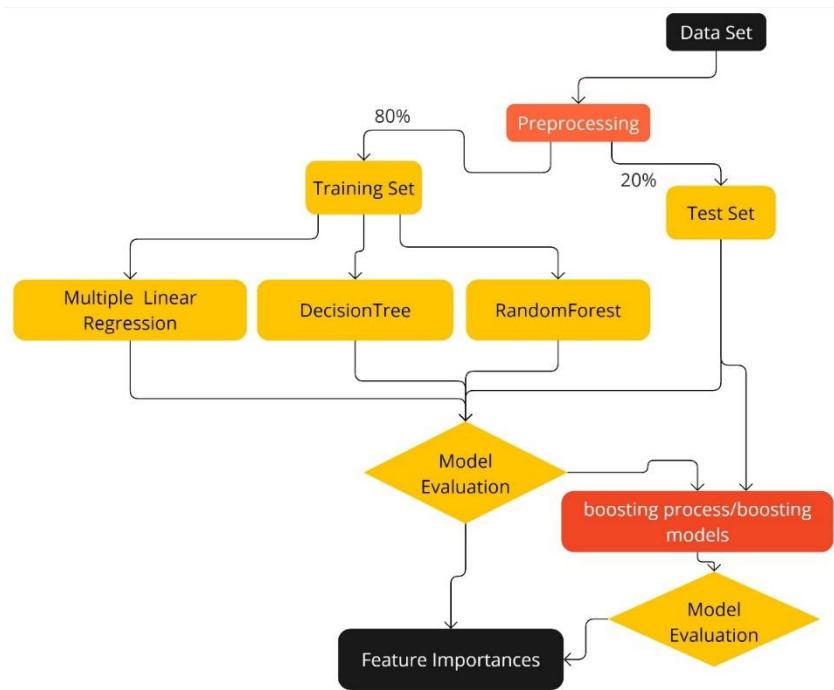 Data Set
Preprocessing
80%
20%
Training Set
Test Set
Multiple Linear
Regression
DecisionTree
RandomForest
Model
Evaluation
boosting process/boosting
models
Model
Evaluation
Feature Importances